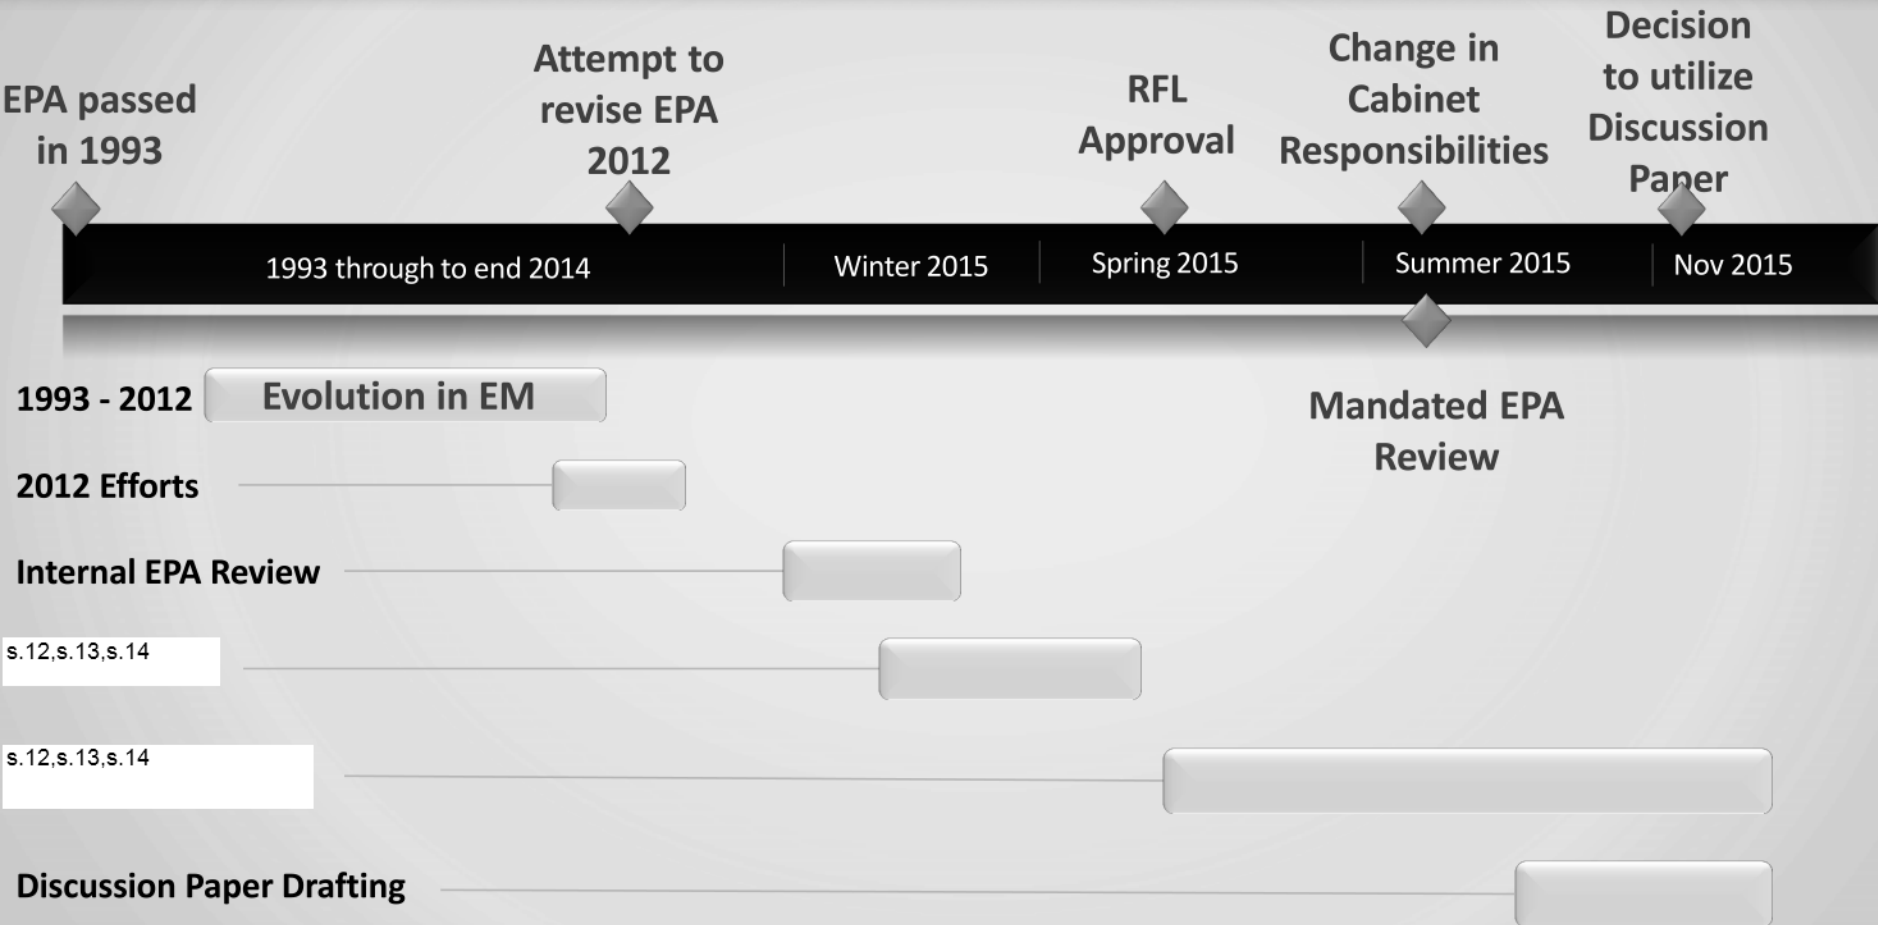 EPA passed
in 1993
Attempt to
revise EPA
2012
RFL
Approval
Change in
Cabinet
Responsibilities
Decision
to utilize
Discussion
Paper
1993 through to end 2014
Winter 2015
Spring 2015
Summer 2015
Nov 2015
Mandated EPA
Review
1993 - 2012
Evolution in EM
2012 Efforts
Internal EPA Review
s.12,s.13,s.14
s.12,s.13,s.14
Discussion Paper Drafting